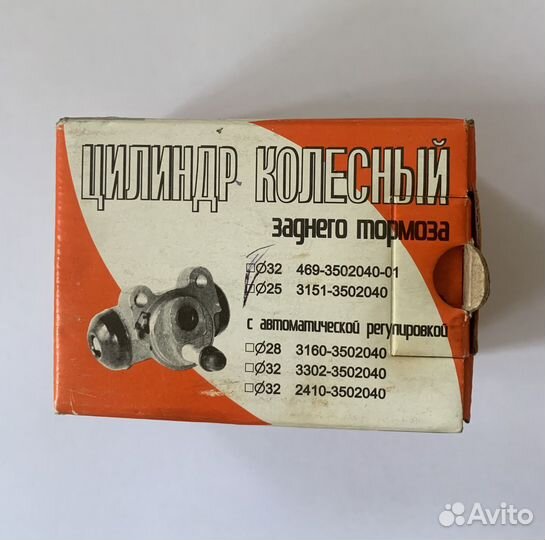 ЦИЛИНДР КОЛЕСНЫЙ
заднего тормоза
□Ø32 469-3502040-01
□Ø25 3151-3502040
с автоматической регулировкой
□Ø28 3160-3502040
□Ø32 3302-3502040
□Ø32 2410-3502040
Avito